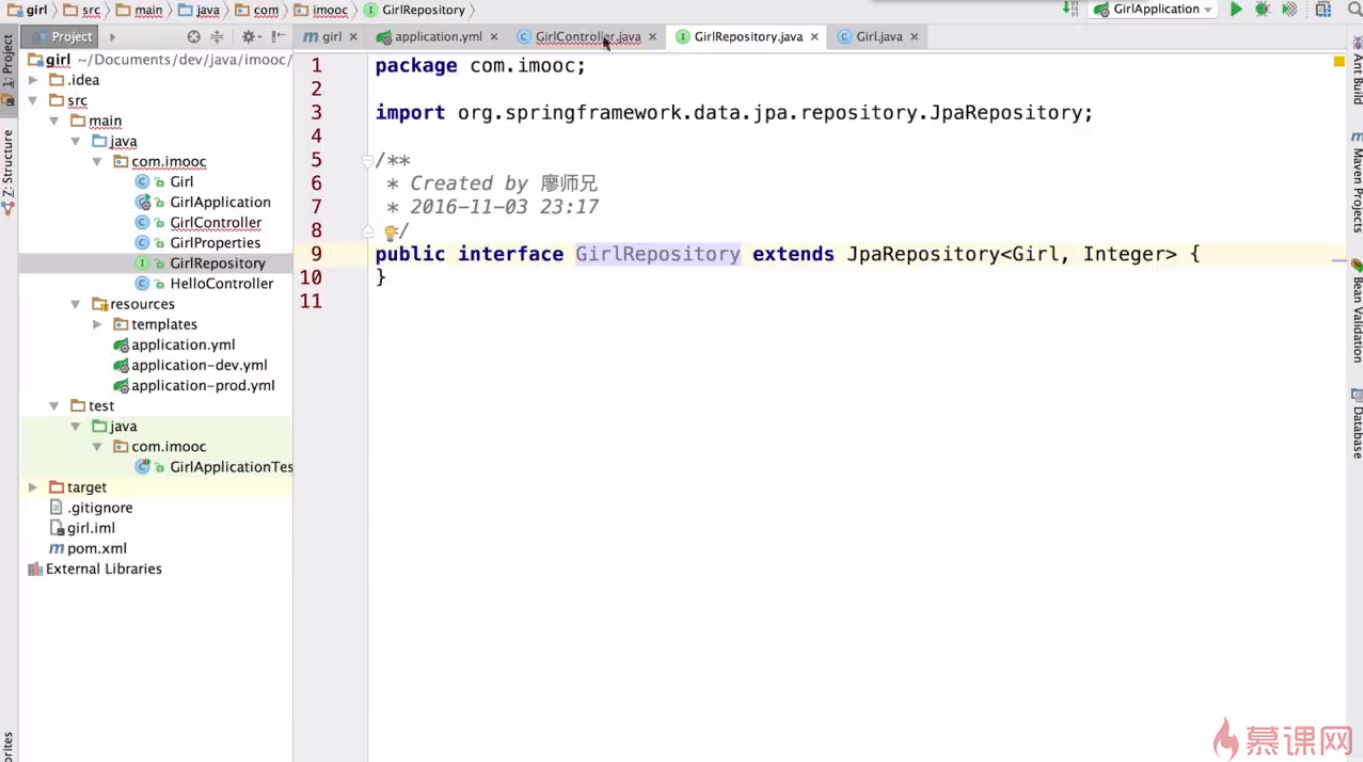 girl src main java com imooc GirlRepository
GirlApplication
1: Project
Project
girl
application.yml
GirlController.java
GirlRepository.java
Girl.java
girl ~/Documents/dev/java/imooc/
.idea
src
main
java
com.imooc
Girl
GirlApplication
GirlController
GirlProperties
GirlRepository
HelloController
resources
templates
application.yml
application-dev.yml
application-prod.yml
test
java
com.imooc
GirlApplicationTes
target
.gitignore
girl.iml
pom.xml
External Libraries
Z: Structure
rites
1 package com.imooc;
2
3 import org.springframework.data.jpa.repository.JpaRepository;
4
5 /**
6 * Created by 廖师兄
7 * 2016-11-03 23:17
8 */
9 public interface GirlRepository extends JpaRepository<Girl, Integer> {
10 }
11
Ant Build
Maven Projects
Bean Validation
Database
慕课网